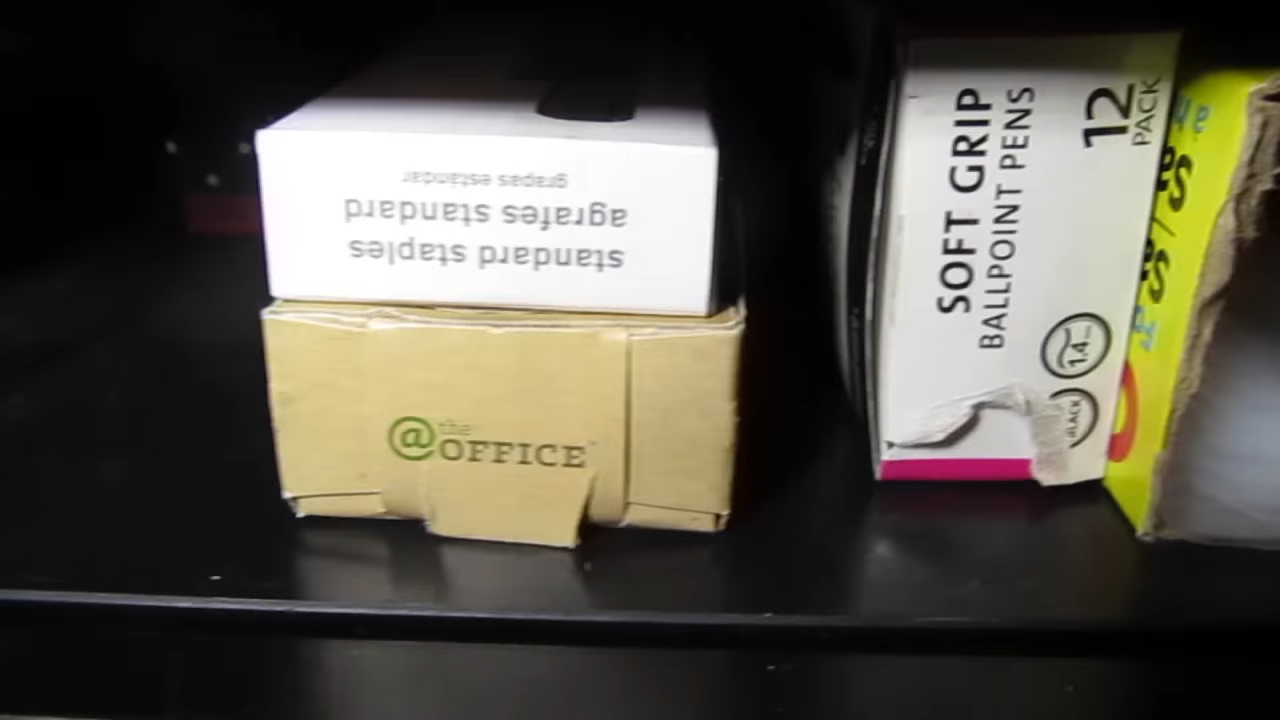 standard staples
agrafes standard
grapas estándar
@the OFFICE
SOFT GRIP
BALLPOINT PENS
12
PACK
1.4
BLACK